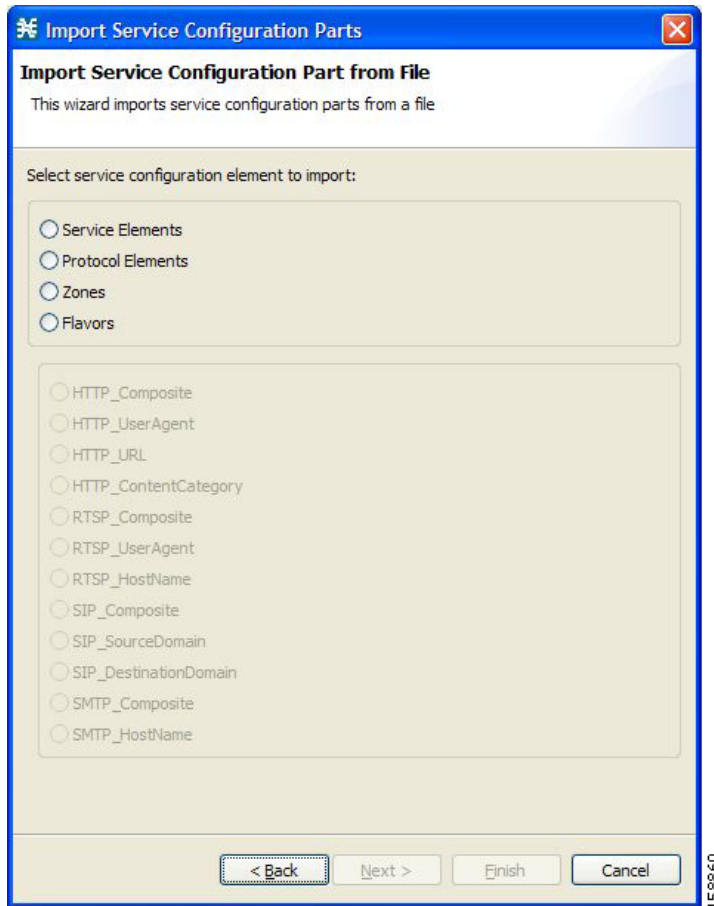 Import Service Configuration Parts
Import Service Configuration Part from File
This wizard imports service configuration parts from a file
Select service configuration element to import:
Service Elements
Protocol Elements
Zones
Flavors
HTTP_Composite
HTTP_UserAgent
HTTP_URL
HTTP_ContentCategory
RTSP_Composite
RTSP_UserAgent
RTSP_HostName
SIP_Composite
SIP_SourceDomain
SIP_DestinationDomain
SMTP_Composite
SMTP_HostName
< Back Next > Finish Cancel